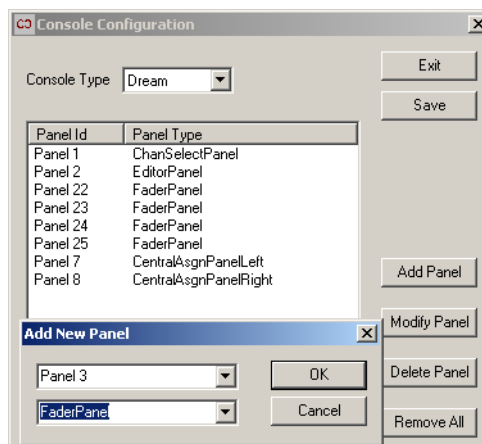 Console Configuration
Console Type Dream
Exit
Save
Panel Id Panel Type
Panel 1 ChanSelectPanel
Panel 2 EditorPanel
Panel 22 FaderPanel
Panel 23 FaderPanel
Panel 24 FaderPanel
Panel 25 FaderPanel
Panel 7 CentralAsgnPanelLeft
Panel 8 CentralAsgnPanelRight
Add Panel
Modify Panel
Delete Panel
Remove All
Add New Panel
Panel 3 OK
FaderPanel Cancel